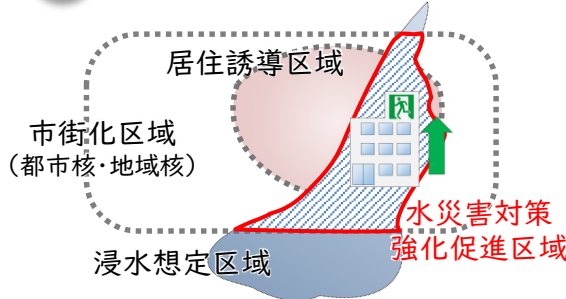 居住誘導区域
市街化区域
（都市核・地域核）
水災害対策
強化促進区域
浸水想定区域